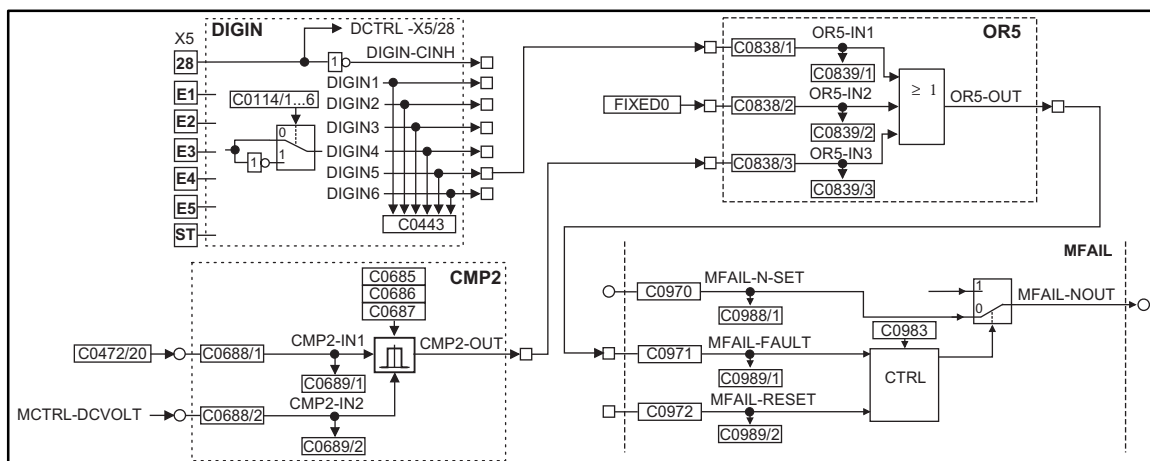 DIGIN
X5
28
E1
E2
E3
E4
E5
ST
DCTRL -X5/28
1
DIGIN-CINH
C0114/1...6
0
1
1
DIGIN1
DIGIN2
DIGIN3
DIGIN4
DIGIN5
DIGIN6
C0443
OR5
C0838/1
OR5-IN1
C0839/1
FIXED0
C0838/2
OR5-IN2
C0839/2
C0838/3
OR5-IN3
C0839/3
≥ 1
OR5-OUT
CMP2
C0685
C0686
C0687
C0472/20
C0688/1
CMP2-IN1
C0689/1
CMP2-OUT
MCTRL-DCVOLT
C0688/2
CMP2-IN2
C0689/2
MFAIL
C0970
MFAIL-N-SET
C0988/1
1
0
MFAIL-NOUT
C0983
C0971
MFAIL-FAULT
C0989/1
CTRL
C0972
MFAIL-RESET
C0989/2